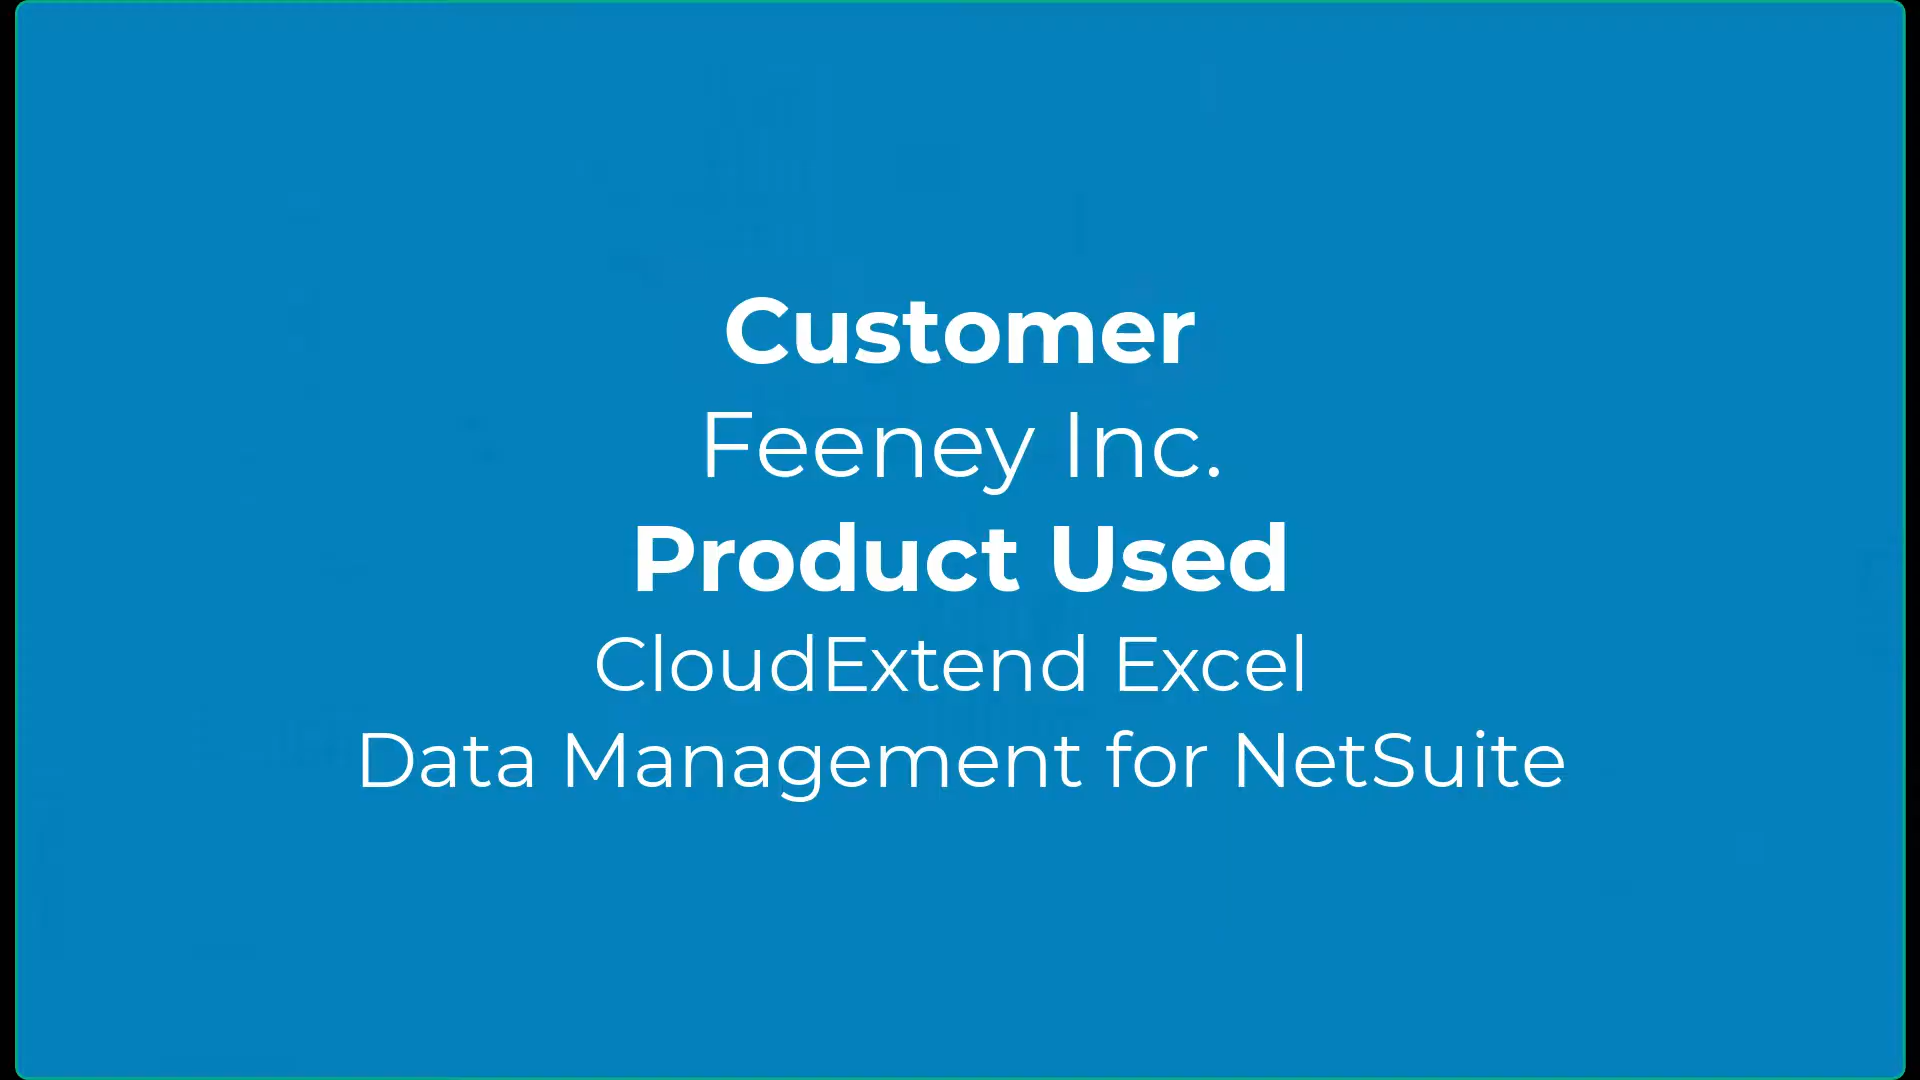 Customer
Feeney Inc.
Product Used
CloudExtend Excel
Data Management for NetSuite